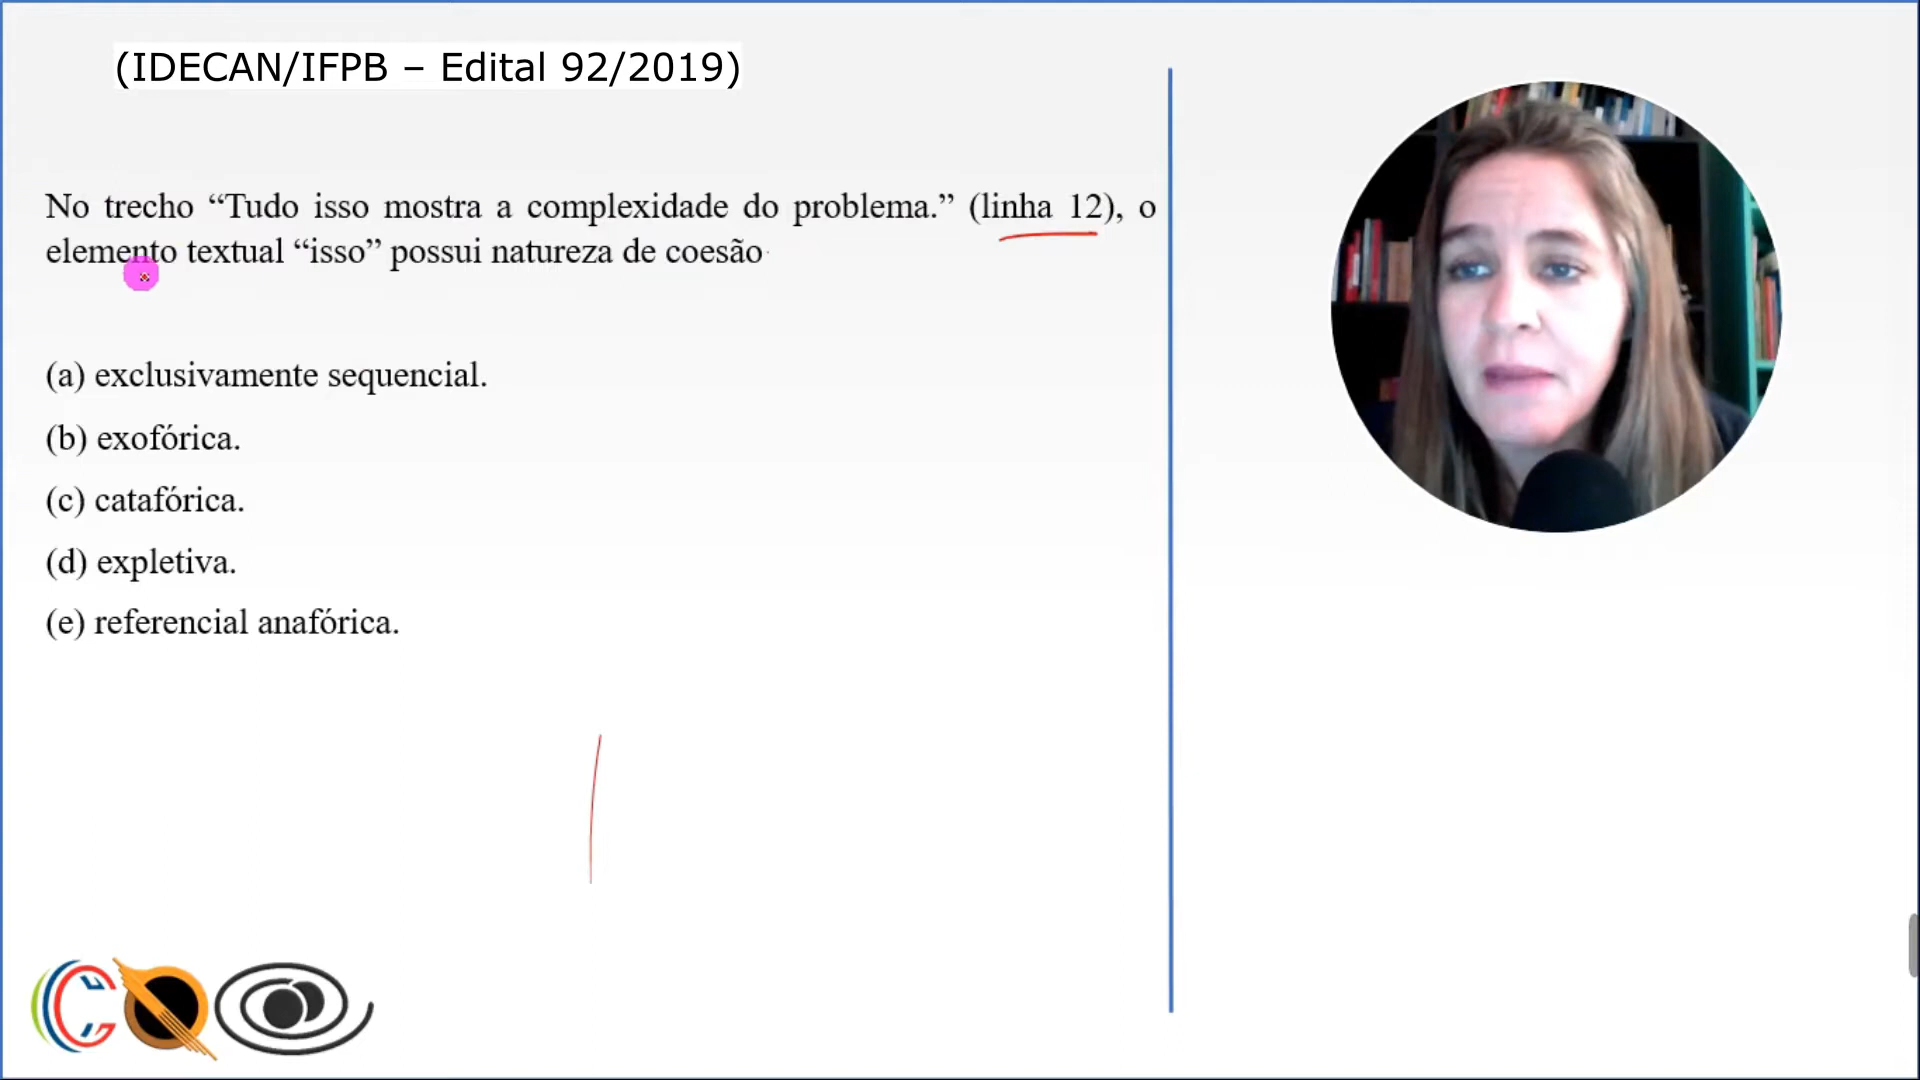 (IDECAN/IFPB – Edital 92/2019)
No trecho “Tudo isso mostra a complexidade do problema.” (linha 12), o
elemento textual “isso” possui natureza de coesão
(a) exclusivamente sequencial.
(b) exofórica.
(c) catafórica.
(d) expletiva.
(e) referencial anafórica.